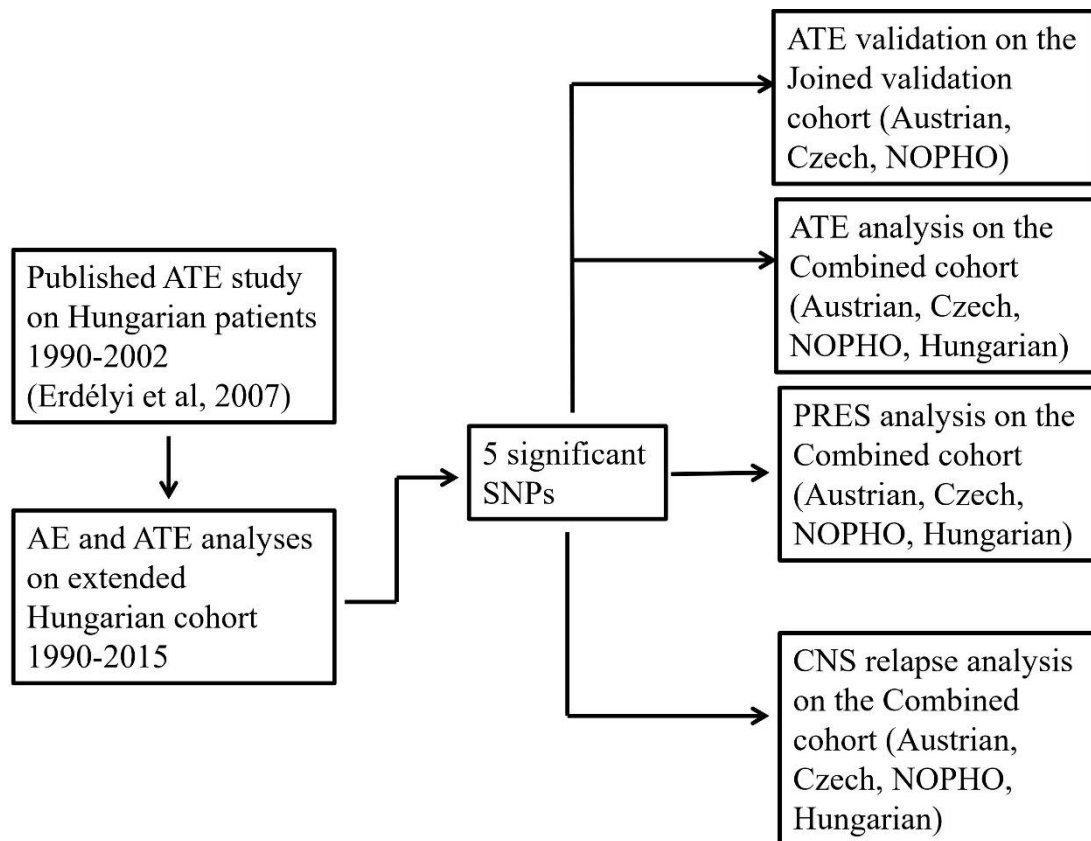 Published ATE study
on Hungarian patients
1990-2002
(Erdélyi et al, 2007)
AE and ATE analyses
on extended
Hungarian cohort
1990-2015
5 significant
SNPs
ATE validation on the
Joined validation
cohort (Austrian,
Czech, NOPHO)
ATE analysis on the
Combined cohort
(Austrian, Czech,
NOPHO, Hungarian)
PRES analysis on the
Combined cohort
(Austrian, Czech,
NOPHO, Hungarian)
CNS relapse analysis
on the Combined
cohort (Austrian,
Czech, NOPHO,
Hungarian)